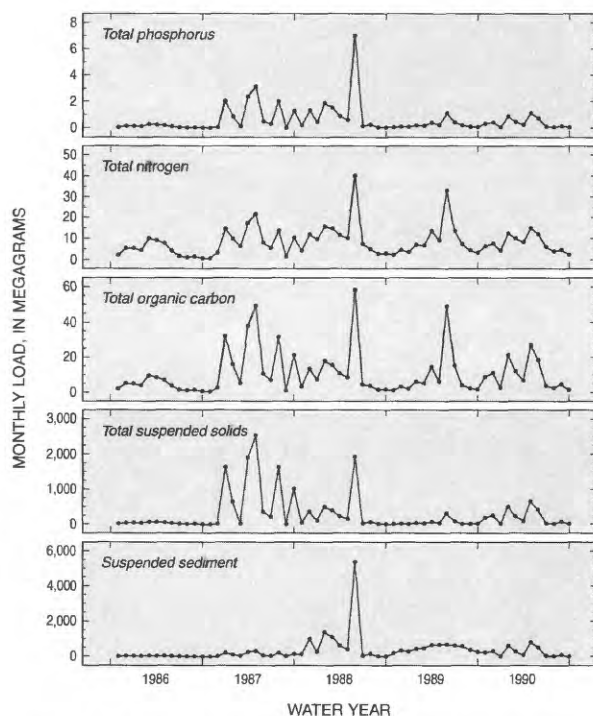 MONTHLY LOAD, IN MEGAGRAMS
Total phosphorus
8
6
4
2
0
Total nitrogen
50
40
30
20
10
0
Total organic carbon
60
40
20
0
Total suspended solids
3,000
2,000
1,000
0
Suspended sediment
6,000
4,000
2,000
0
1986 1987 1988 1989 1990
WATER YEAR